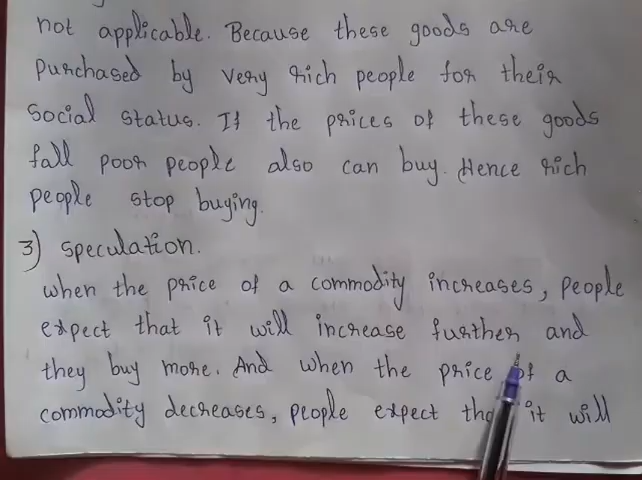 not applicable. Because these goods are
purchased by very rich people for their
social status. If the prices of these goods
fall poor people also can buy. Hence rich
people stop buying.
3) speculation.
when the price of a commodity increases, people
expect that it will increase further and
they buy more. And when the price of a
commodity decreases, people expect that it will